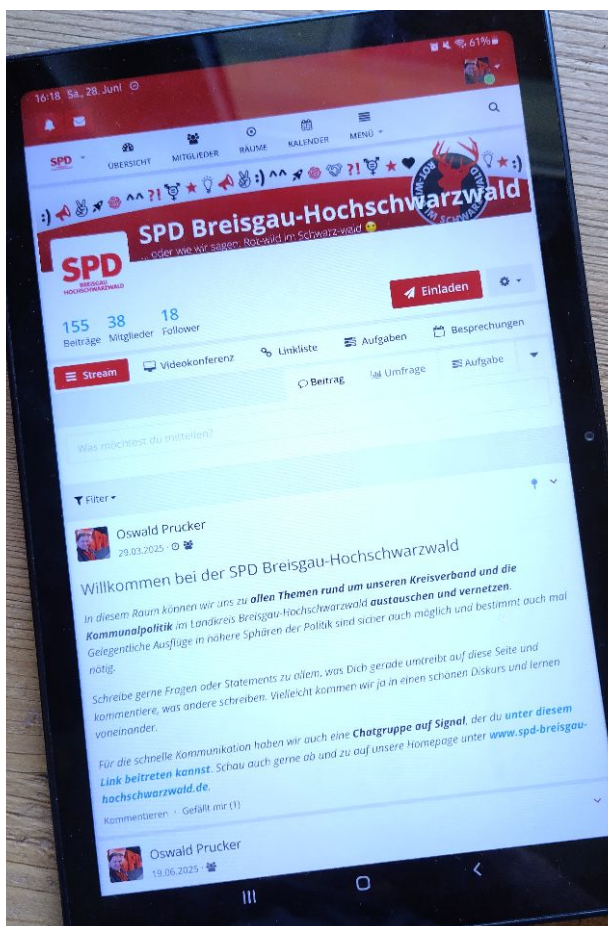 16:18 Sa., 28. Juni
61%
SPD
ÜBERSICHT
MITGLIEDER
RÄUME
KALENDER
MENÜ
:) ^^ ?! :) ^^ ?! :)
ROT-WILD IM SCHWARZWALD
SPD Breisgau-Hochschwarzwald
... oder wie wir sagen: Rot-wild im Schwarz-wald
SPD
BREISGAU
HOCHSCHWARZWALD
155 38 18
Beiträge Mitglieder Follower
Einladen
Stream Videokonferenz Linkliste Aufgaben Besprechungen
Beitrag Umfrage Aufgabe
Was möchtest du mitteilen?
Filter
Oswald Prucker
29.03.2025
Willkommen bei der SPD Breisgau-Hochschwarzwald
In diesem Raum können wir uns zu allen Themen rund um unseren Kreisverband und die
Kommunalpolitik im Landkreis Breisgau-Hochschwarzwald austauschen und vernetzen.
Gelegentliche Ausflüge in höhere Sphären der Politik sind sicher auch möglich und bestimmt auch mal
nötig.
Schreibe gerne Fragen oder Statements zu allem, was Dich gerade umtreibt auf diese Seite und
kommentiere, was andere schreiben. Vielleicht kommen wir ja in einen schönen Diskurs und lernen
voneinander.
Für die schnelle Kommunikation haben wir auch eine Chatgruppe auf Signal, der du unter diesem
Link beitreten kannst. Schau auch gerne ab und zu auf unsere Homepage unter www.spd-breisgau-
hochschwarzwald.de.
Kommentieren · Gefällt mir (1)
Oswald Prucker
19.06.2025